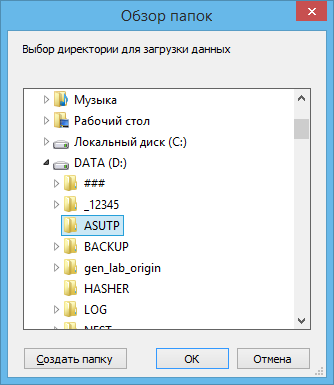 Обзор папок
Выбор директории для загрузки данных
Музыка
Рабочий стол
Локальный диск (C:)
DATA (D:)
###
_12345
ASUTP
BACKUP
gen_lab_origin
HASHER
LOG
NEST
Создать папку
OK
Отмена